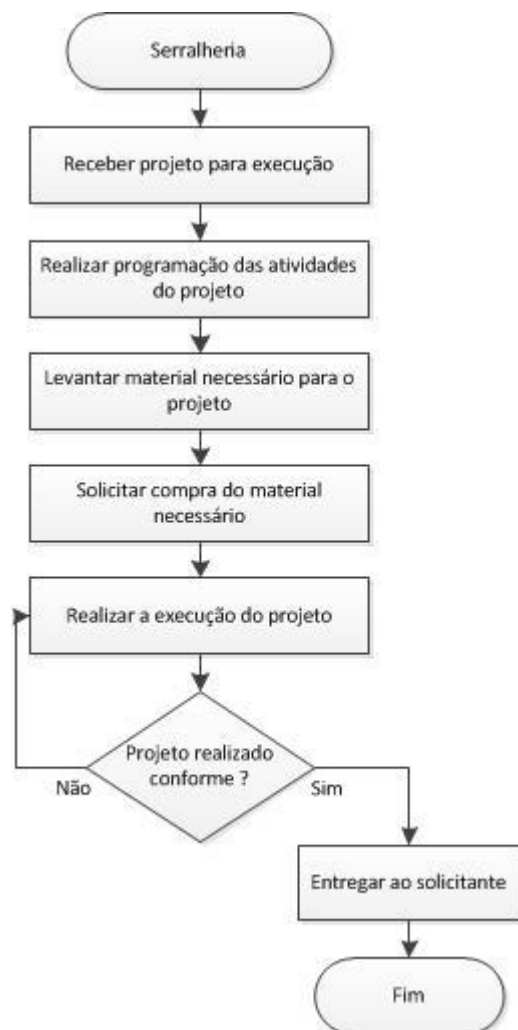 Serralheria
Receber projeto para execução
Realizar programação das atividades
do projeto
Levantar material necessário para o
projeto
Solicitar compra do material
necessário
Realizar a execução do projeto
Projeto realizado
conforme ?
Não
Sim
Entregar ao solicitante
Fim